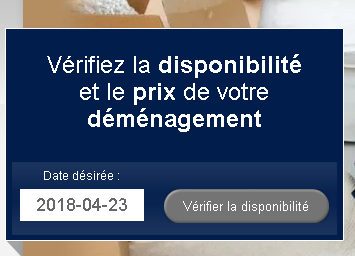 Vérifiez la disponibilité
et le prix de votre
déménagement
Date désirée :
2018-04-23
Vérifier la disponibilité